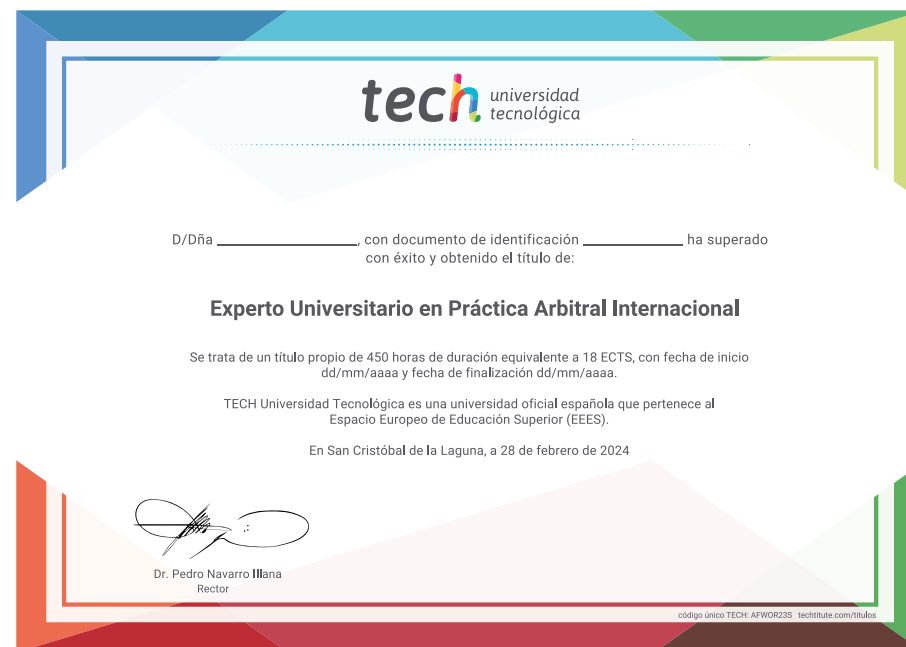 tech universidad
tecnológica
D/Dña ____________, con documento de identificación ____________ ha superado
con éxito y obtenido el título de:
Experto Universitario en Práctica Arbitral Internacional
Se trata de un título propio de 450 horas de duración equivalente a 18 ECTS, con fecha de inicio
dd/mm/aaaa y fecha de finalización dd/mm/aaaa.
TECH Universidad Tecnológica es una universidad oficial española que pertenece al
Espacio Europeo de Educación Superior (EEES).
En San Cristóbal de la Laguna, a 28 de febrero de 2024
Dr. Pedro Navarro Illana
Rector
código único TECH: AFWOR23S techtitute.com/titulos